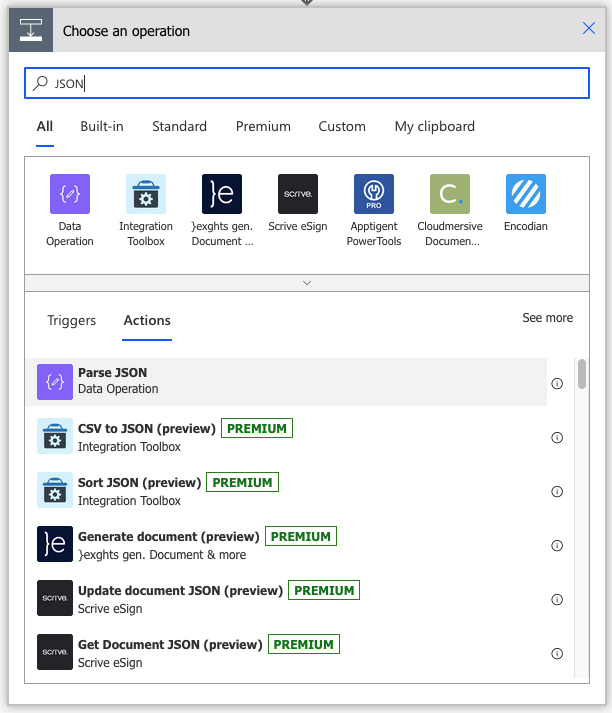 Choose an operation
JSON
All Built-in Standard Premium Custom My clipboard
{e}
}e
scrive.
PRO
C.
Data Operation
Integration Toolbox
}exghts gen. Document ...
Scrive eSign
Apptigent PowerTools
Cloudmersive Documen...
Encodian
Triggers Actions See more
Parse JSON
Data Operation
CSV to JSON (preview) PREMIUM
Integration Toolbox
Sort JSON (preview) PREMIUM
Integration Toolbox
}e
Generate document (preview) PREMIUM
}exghts gen. Document & more
scrive.
Update document JSON (preview) PREMIUM
Scrive eSign
scrive.
Get Document JSON (preview) PREMIUM
Scrive eSign